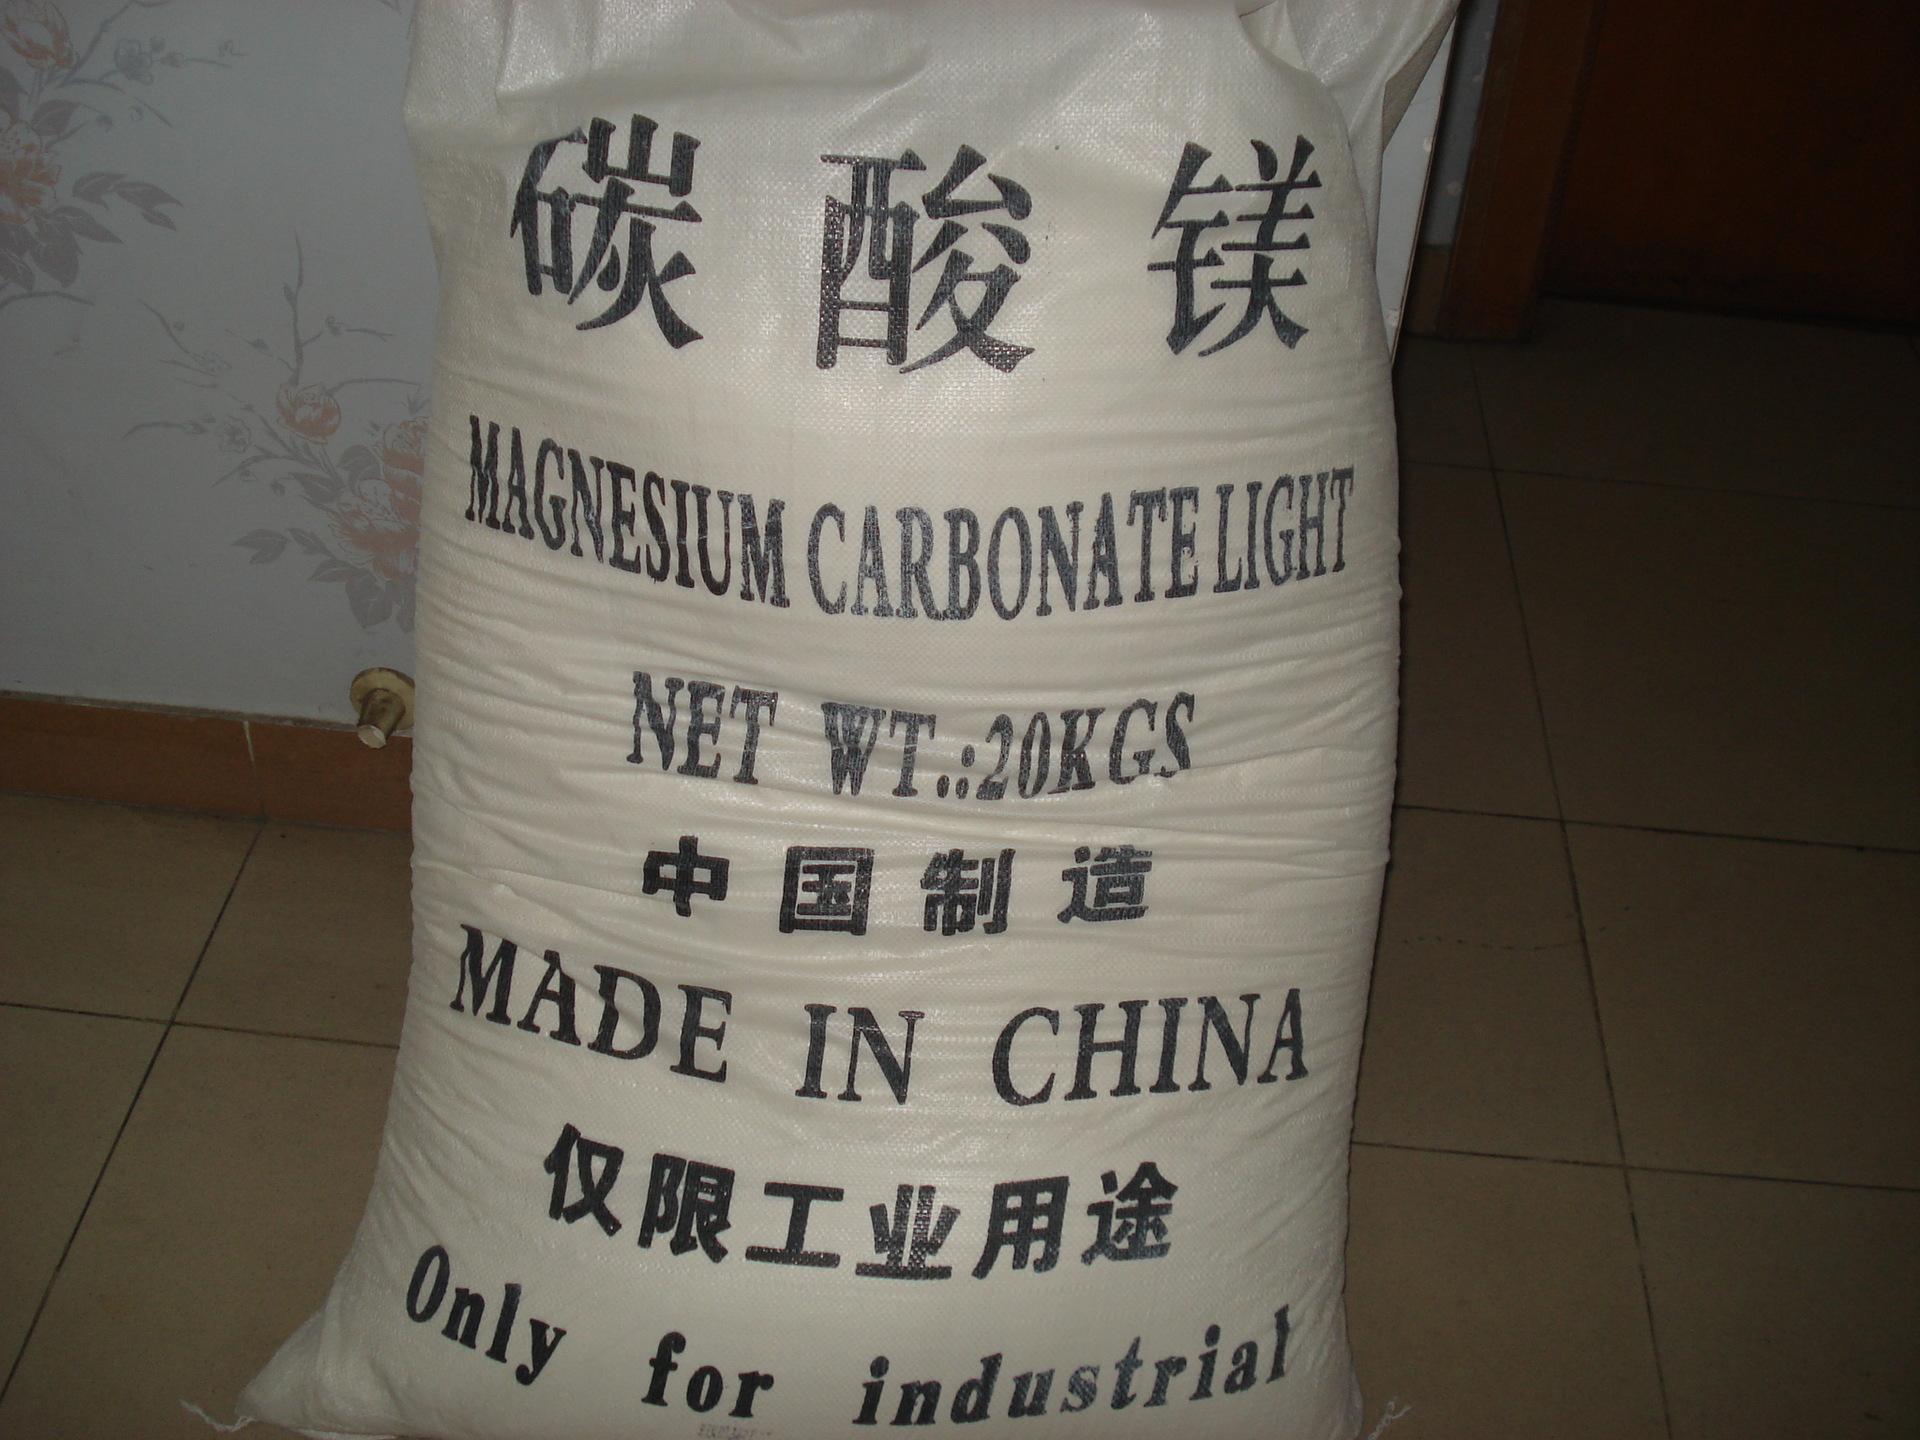 碳酸镁
MAGNESIUM CARBONATE LIGHT
NET WT.:20KGS
中国制造
MADE IN CHINA
仅限工业用途
Only for industrial